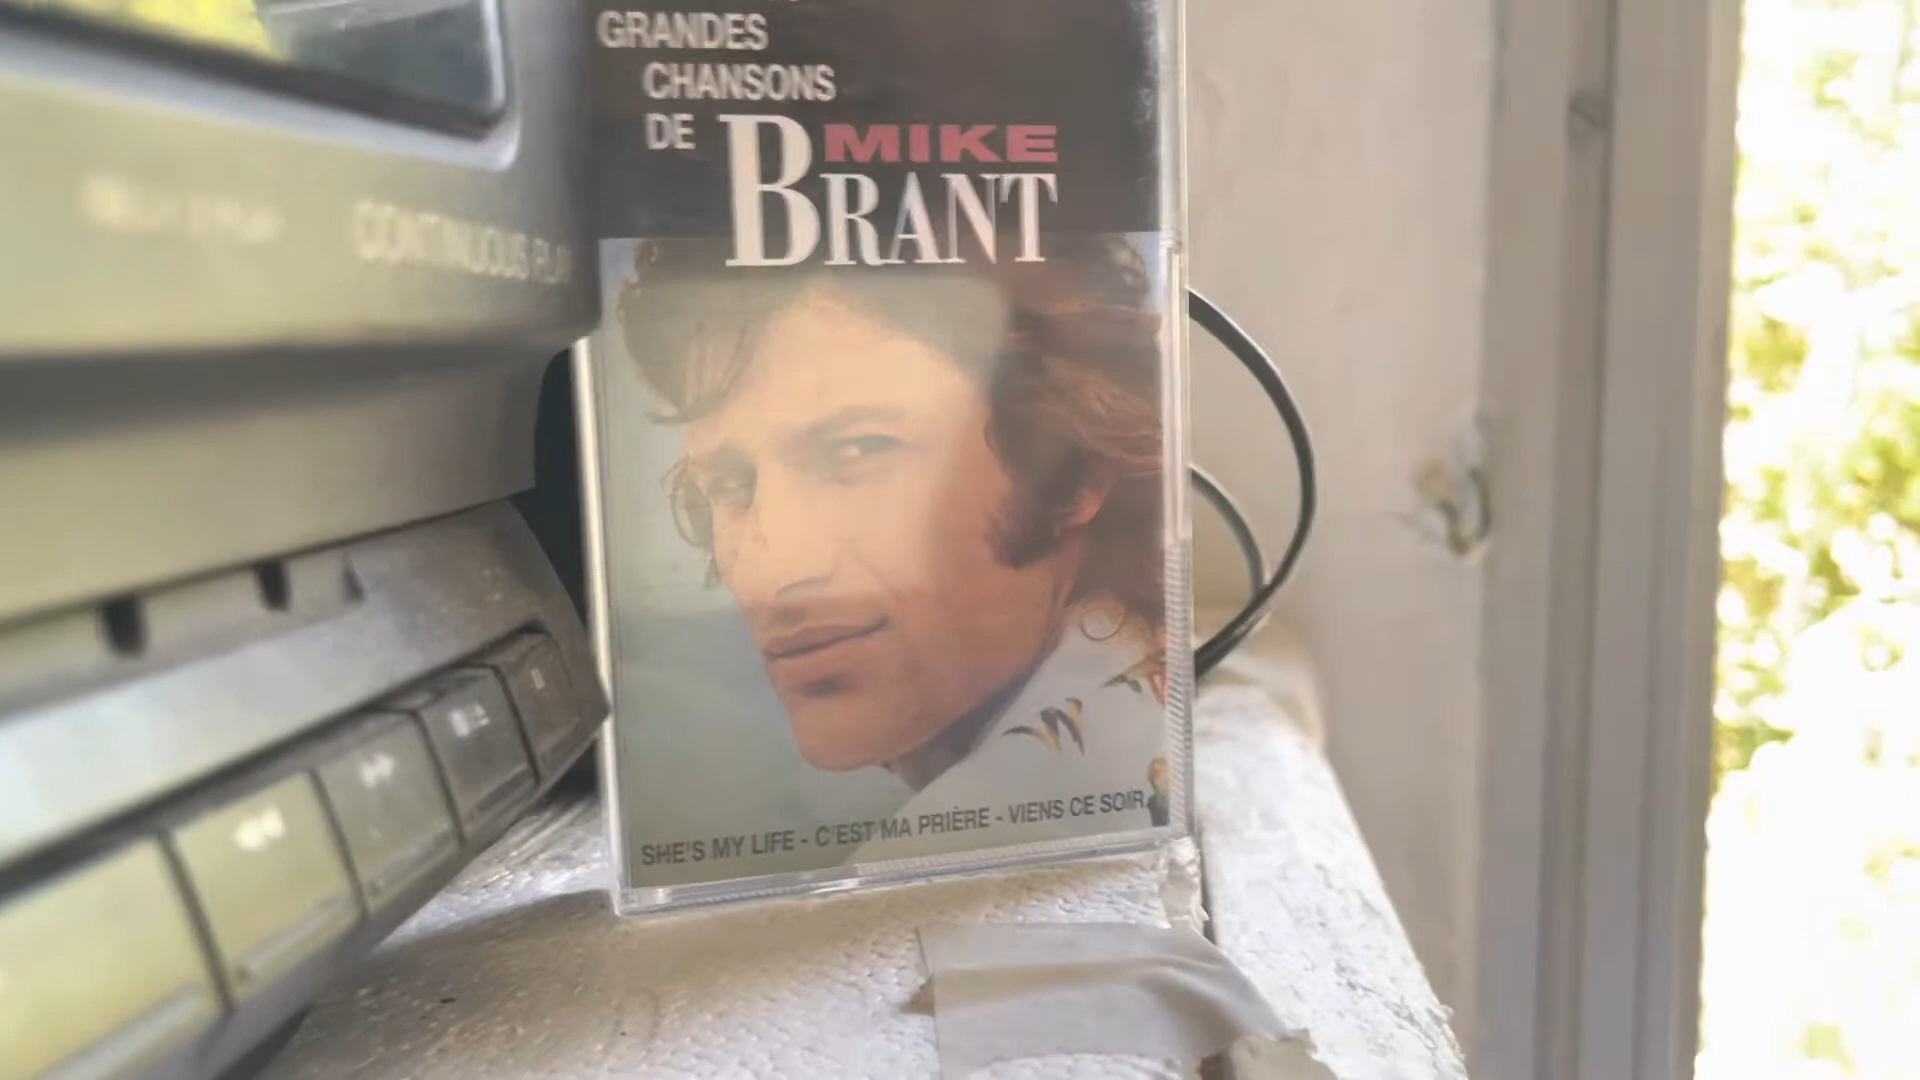 GRANDES
CHANSONS
DE MIKE
BRANT
SHE'S MY LIFE - C'EST MA PRIÈRE - VIENS CE SOIR
CONTINUOUS PLAY